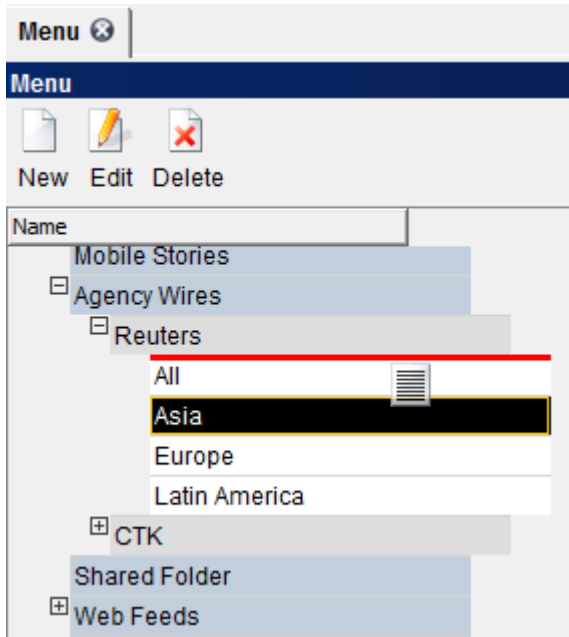 Menu
Menu
New Edit Delete
Name
Mobile Stories
Agency Wires
Reuters
All
Asia
Europe
Latin America
CTK
Shared Folder
Web Feeds